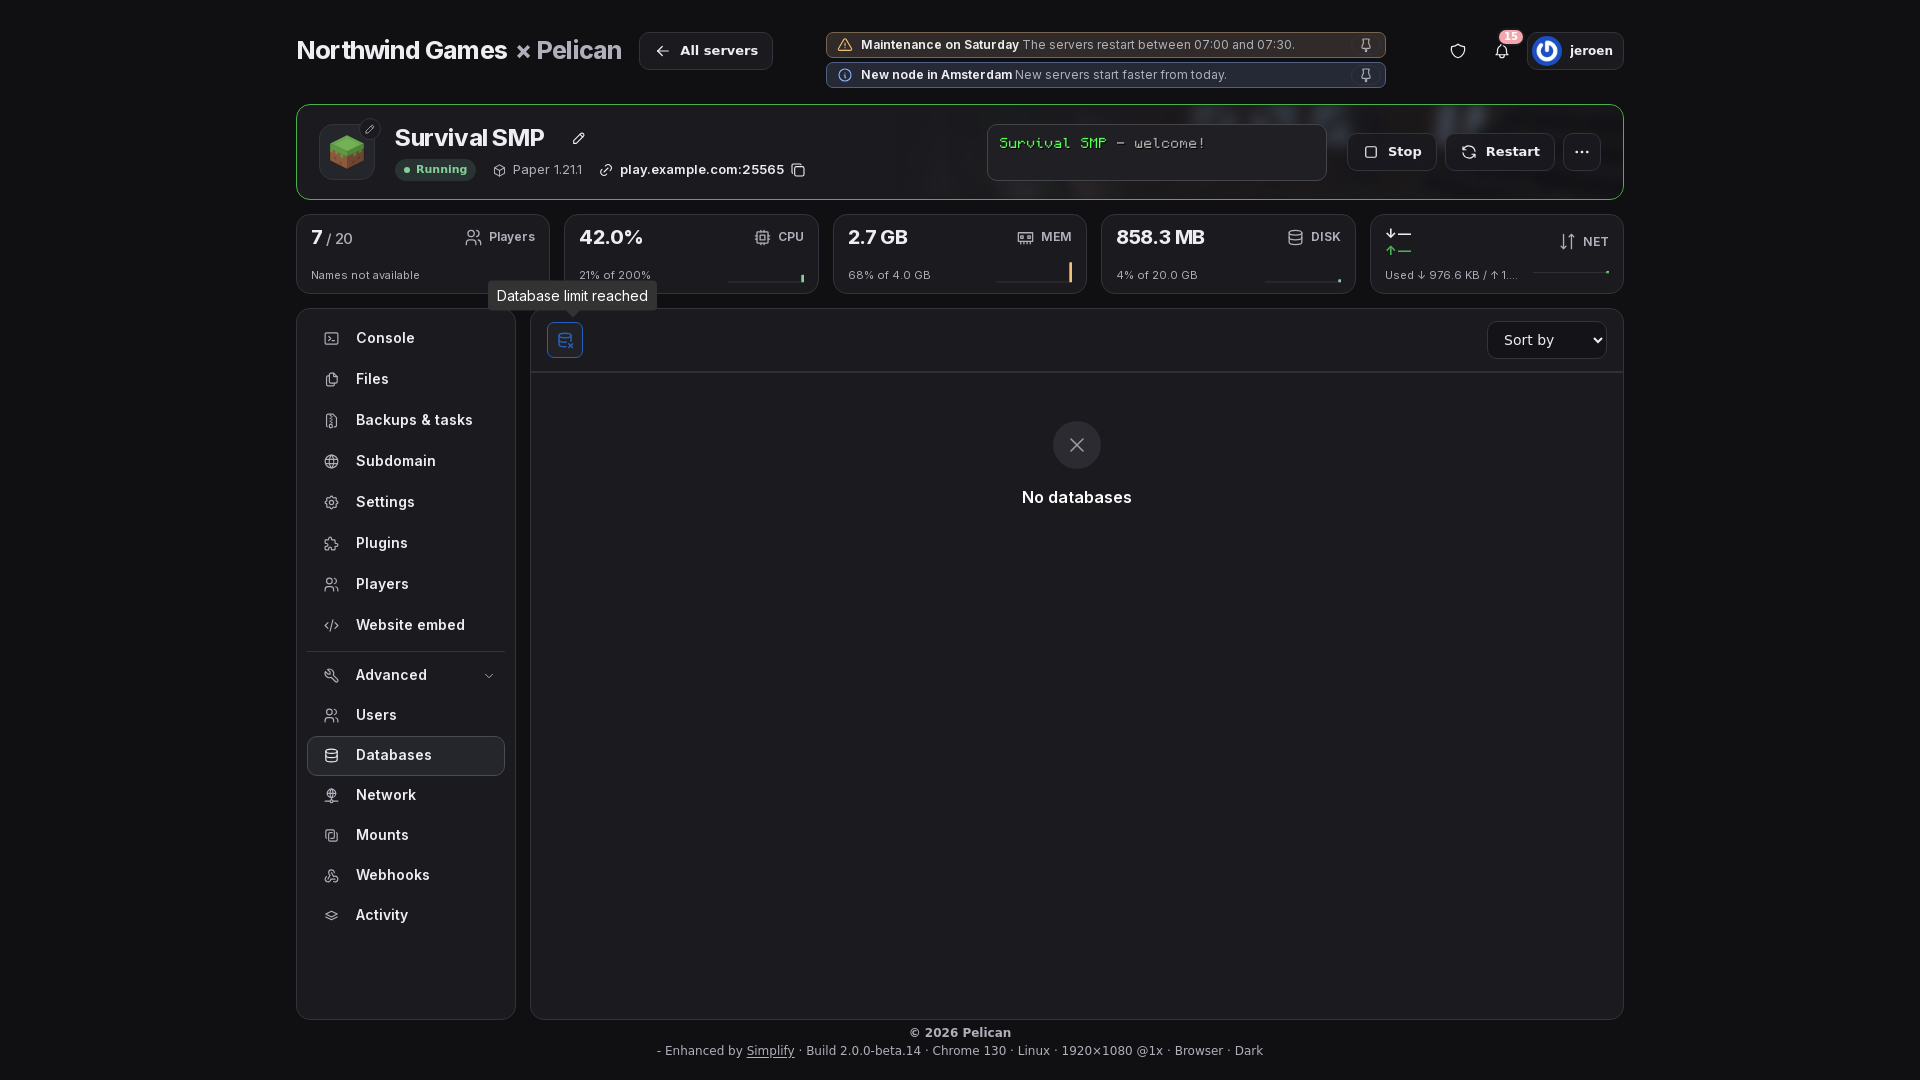 Northwind Games × Pelican
All servers
Maintenance on Saturday The servers restart between 07:00 and 07:30.
New node in Amsterdam New servers start faster from today.
15
jeroen
Survival SMP
Running
Paper 1.21.1
play.example.com:25565
Survival SMP - welcome!
Stop
Restart
7 / 20
Players
Names not available
42.0%
CPU
21% of 200%
2.7 GB
MEM
68% of 4.0 GB
858.3 MB
DISK
4% of 20.0 GB
↓—
↑—
NET
Used ↓ 976.6 KB / ↑ 1...
Database limit reached
Console
Files
Backups & tasks
Subdomain
Settings
Plugins
Players
Website embed
Advanced
Users
Databases
Network
Mounts
Webhooks
Activity
Sort by
No databases
© 2026 Pelican
- Enhanced by Simplify · Build 2.0.0-beta.14 · Chrome 130 · Linux · 1920×1080 @1x · Browser · Dark